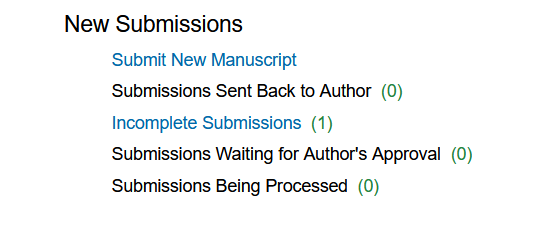 New Submissions
Submit New Manuscript
Submissions Sent Back to Author (0)
Incomplete Submissions (1)
Submissions Waiting for Author's Approval (0)
Submissions Being Processed (0)